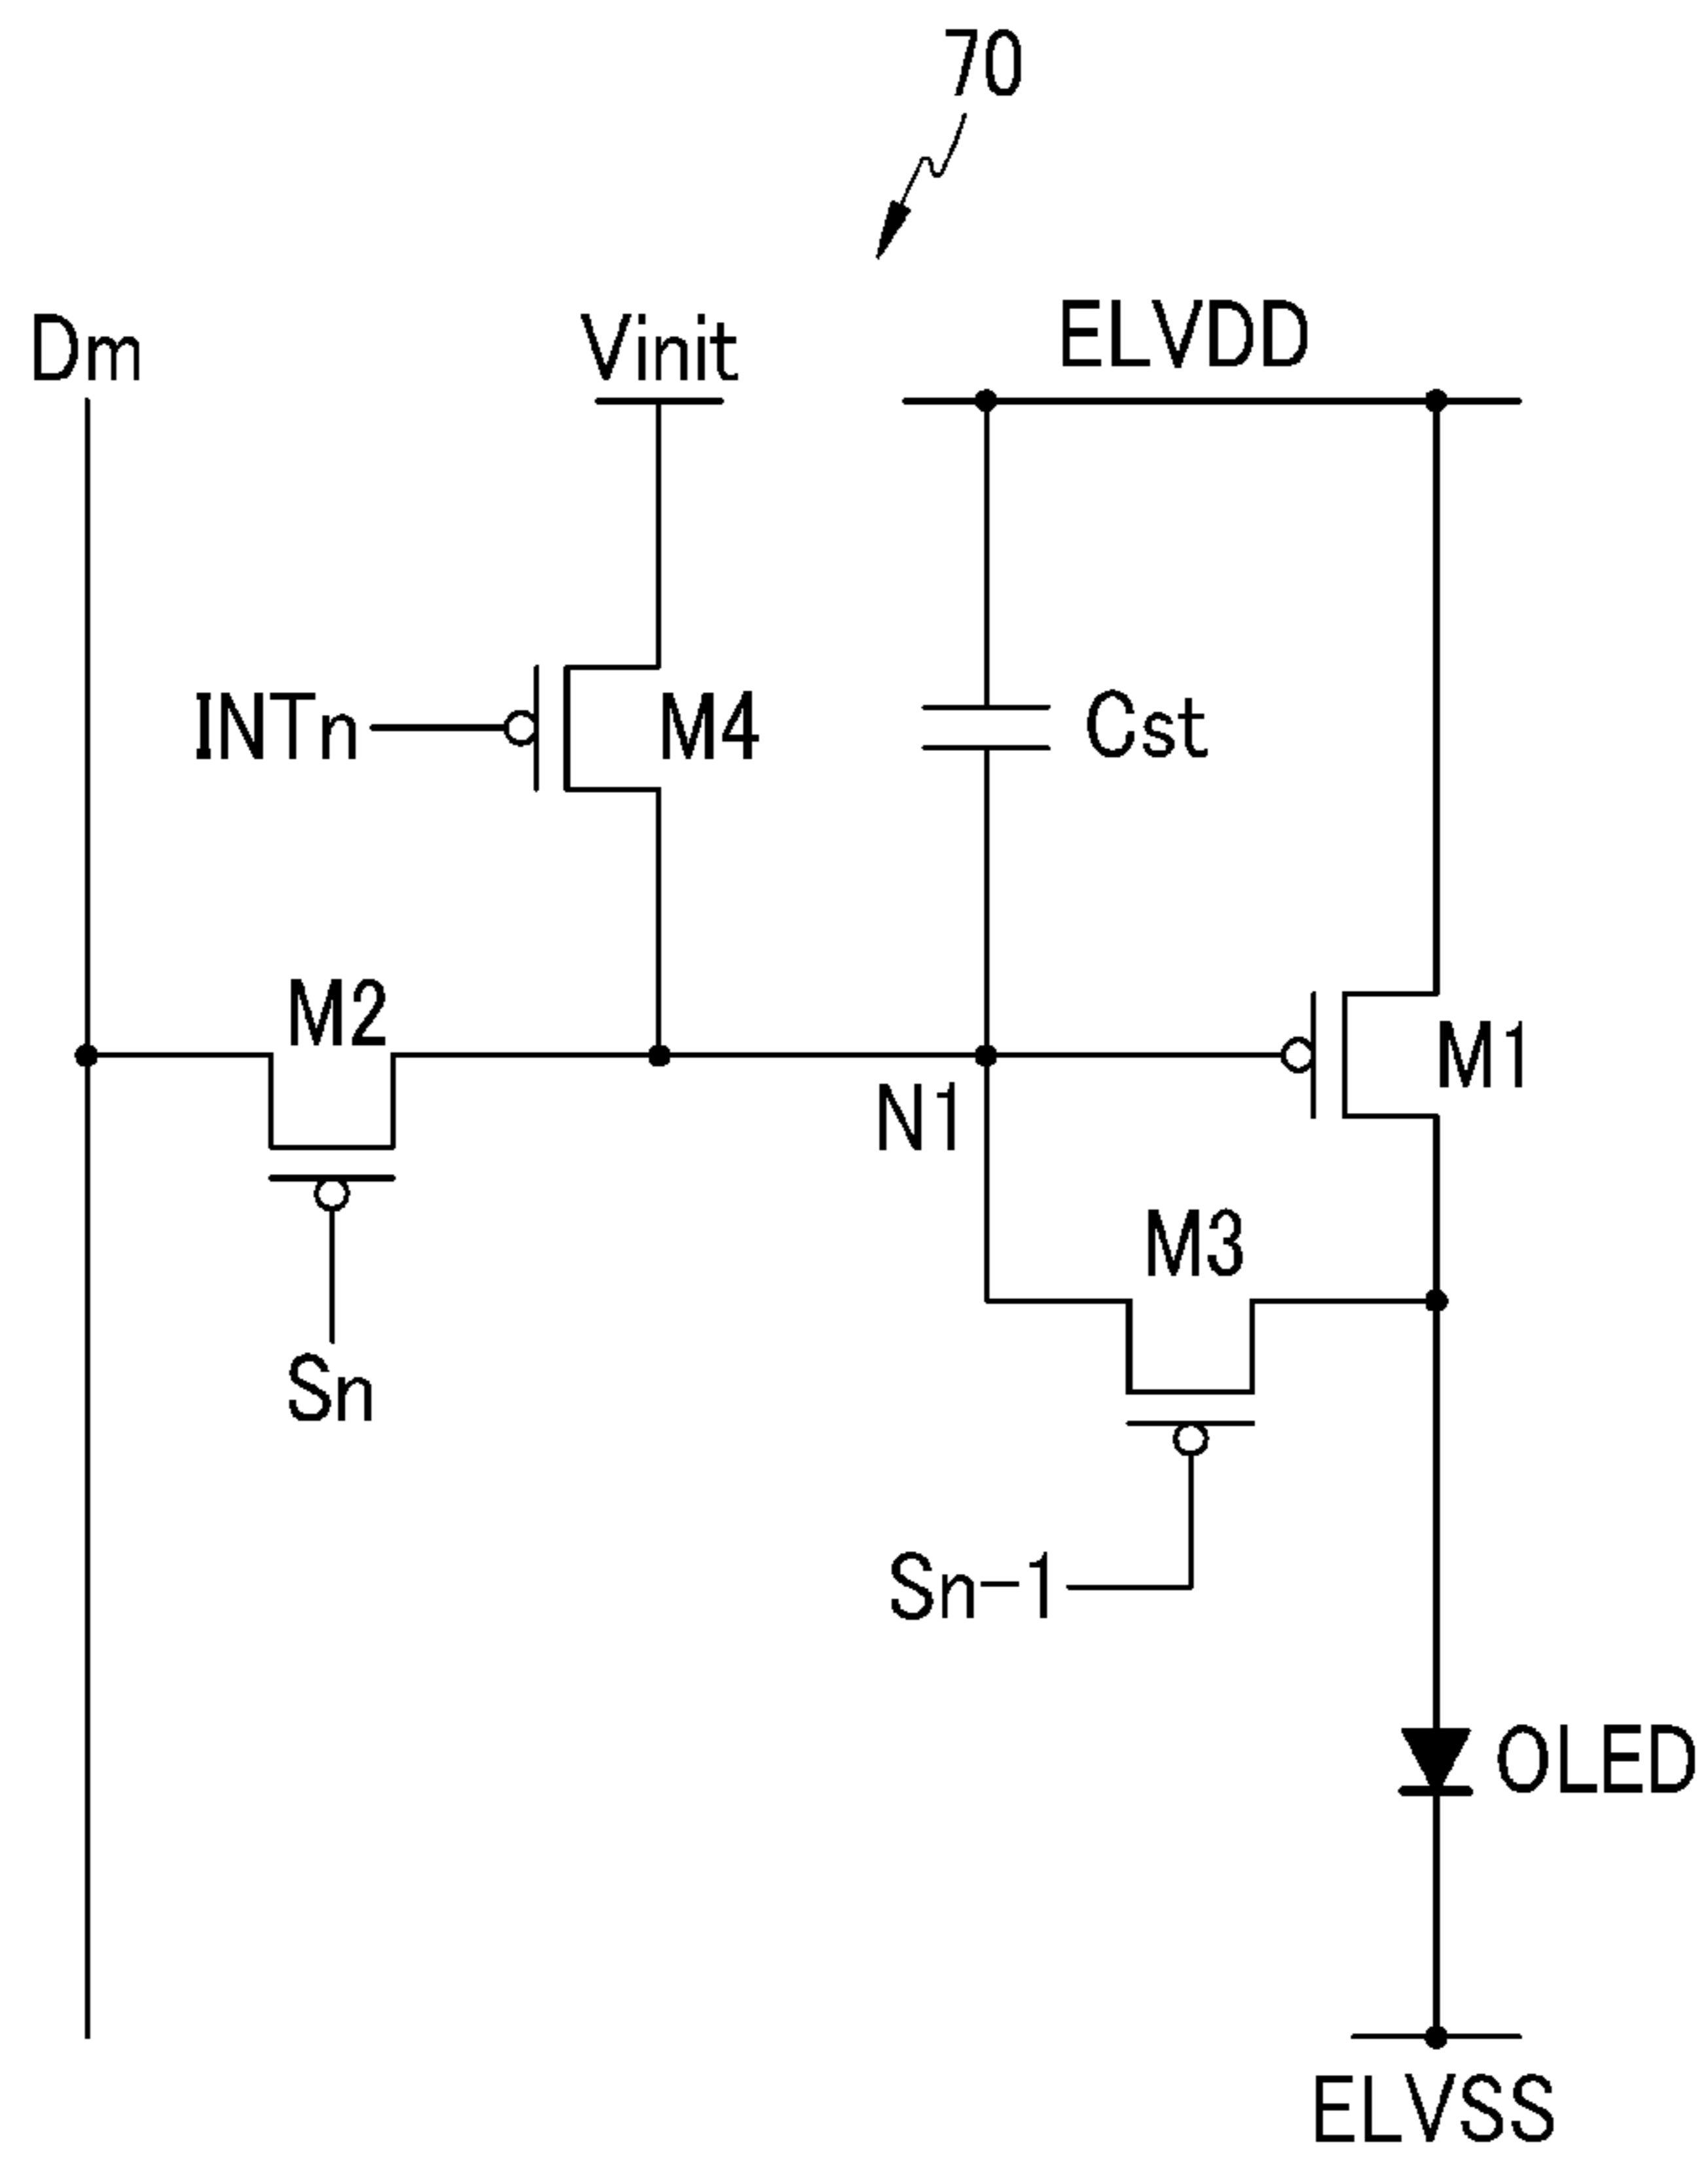 70
Dm
Vinit
ELVDD
INTn
M4
Cst
M2
M1
N1
M3
Sn
Sn-1
OLED
ELVSS